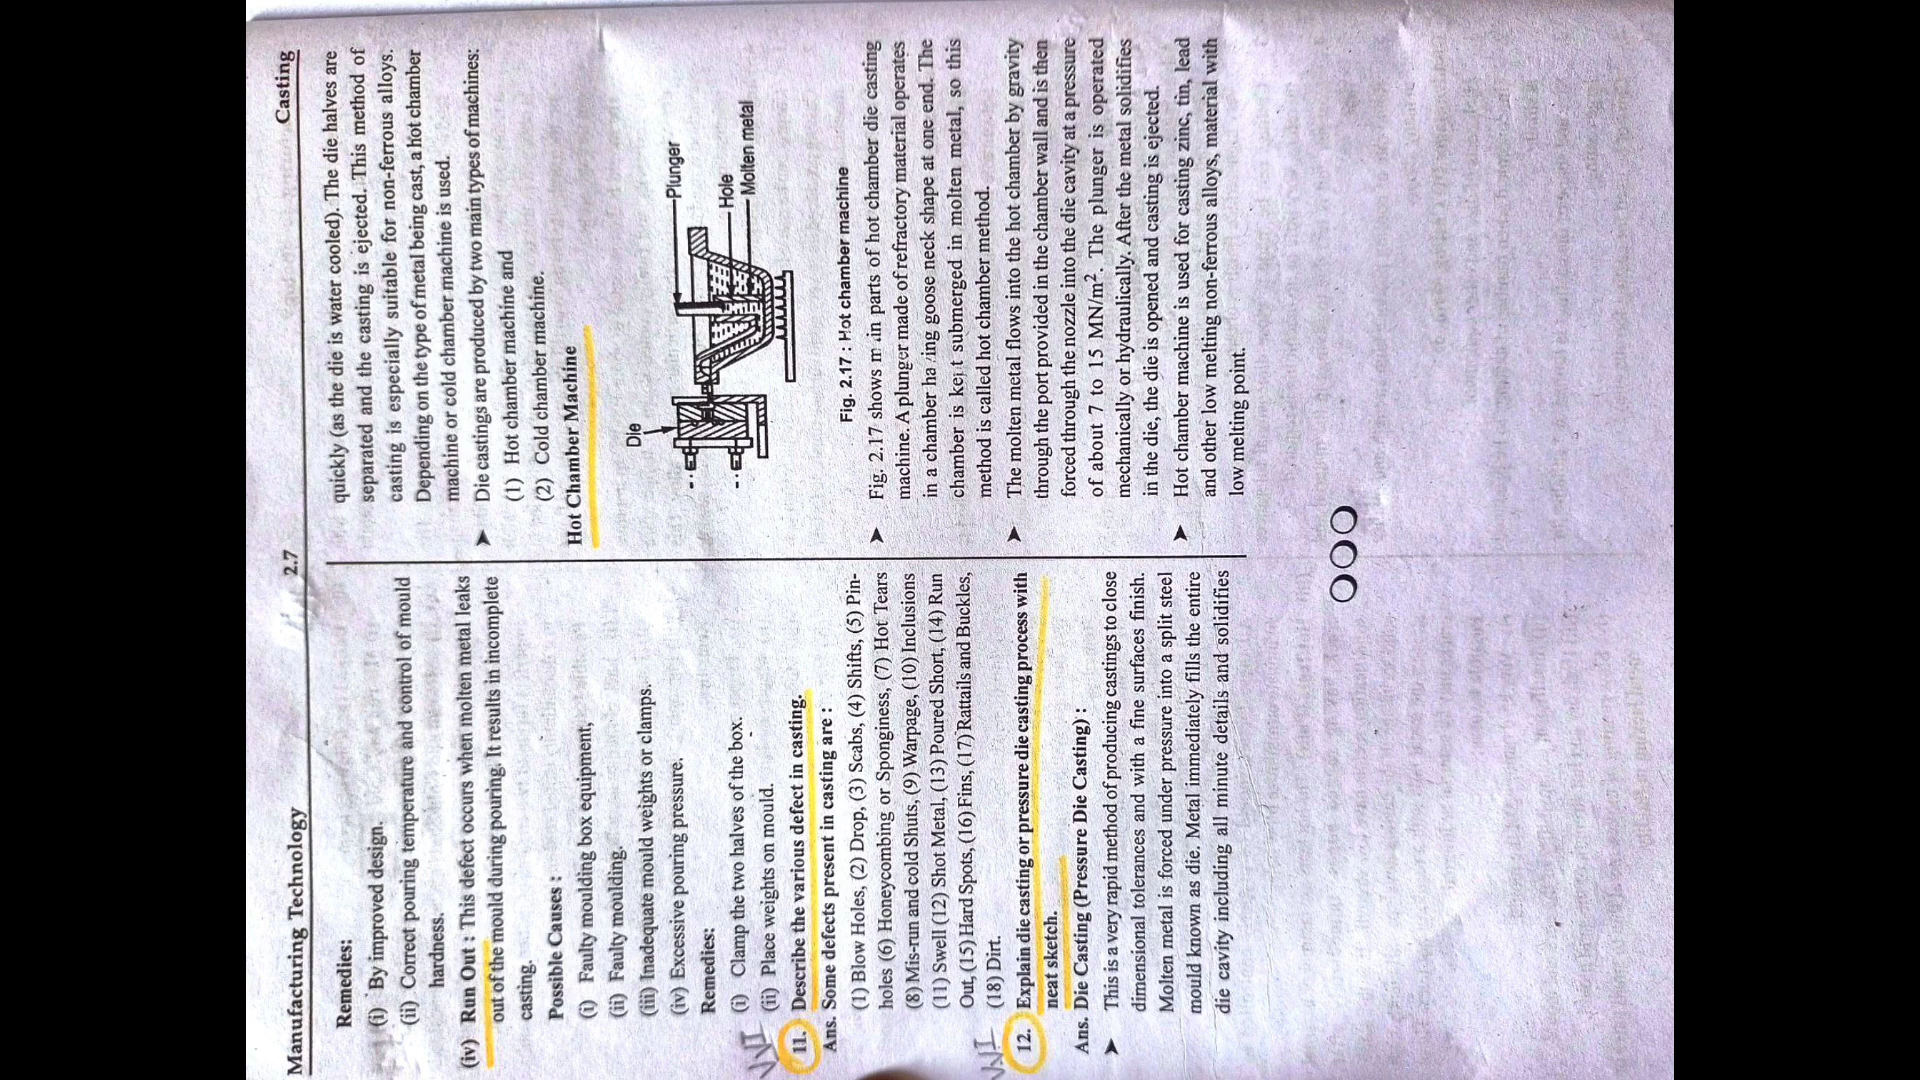 Manufacturing Technology 2.7 Casting
Remedies:
(i) By improved design.
(ii) Correct pouring temperature and control of mould
hardness.
(iv) Run Out : This defect occurs when molten metal leaks
out of the mould during pouring. It results in incomplete
casting.
Possible Causes :
(i) Faulty moulding box equipment,
(ii) Faulty moulding.
(iii) Inadequate mould weights or clamps.
(iv) Excessive pouring pressure.
Remedies:
(i) Clamp the two halves of the box.
(ii) Place weights on mould.
VVI
11. Describe the various defect in casting.
Ans. Some defects present in casting are :
(1) Blow Holes, (2) Drop, (3) Scabs, (4) Shifts, (5) Pin-
holes (6) Honeycombing or Sponginess, (7) Hot Tears
(8) Mis-run and cold Shuts, (9) Warpage, (10) Inclusions
(11) Swell (12) Shot Metal, (13) Poured Short, (14) Run
Out, (15) Hard Spots, (16) Fins, (17) Rattails and Buckles,
(18) Dirt.
V.V.I
12. Explain die casting or pressure die casting process with
neat sketch.
Ans. Die Casting (Pressure Die Casting) :
➤ This is a very rapid method of producing castings to close
dimensional tolerances and with a fine surfaces finish.
Molten metal is forced under pressure into a split steel
mould known as die. Metal immediately fills the entire
die cavity including all minute details and solidifies
quickly (as the die is water cooled). The die halves are
separated and the casting is ejected. This method of
casting is especially suitable for non-ferrous alloys.
Depending on the type of metal being cast, a hot chamber
machine or cold chamber machine is used.
➤ Die castings are produced by two main types of machines:
(1) Hot chamber machine and
(2) Cold chamber machine.
Hot Chamber Machine
Die
Plunger
Hole
Molten metal
Fig. 2.17 : Hot chamber machine
➤ Fig. 2.17 shows main parts of hot chamber die casting
machine. A plunger made of refractory material operates
in a chamber having goose neck shape at one end. The
chamber is kept submerged in molten metal, so this
method is called hot chamber method.
➤ The molten metal flows into the hot chamber by gravity
through the port provided in the chamber wall and is then
forced through the nozzle into the die cavity at a pressure
of about 7 to 15 MN/m². The plunger is operated
mechanically or hydraulically. After the metal solidifies
in the die, the die is opened and casting is ejected.
➤ Hot chamber machine is used for casting zinc, tin, lead
and other low melting non-ferrous alloys, material with
low melting point.